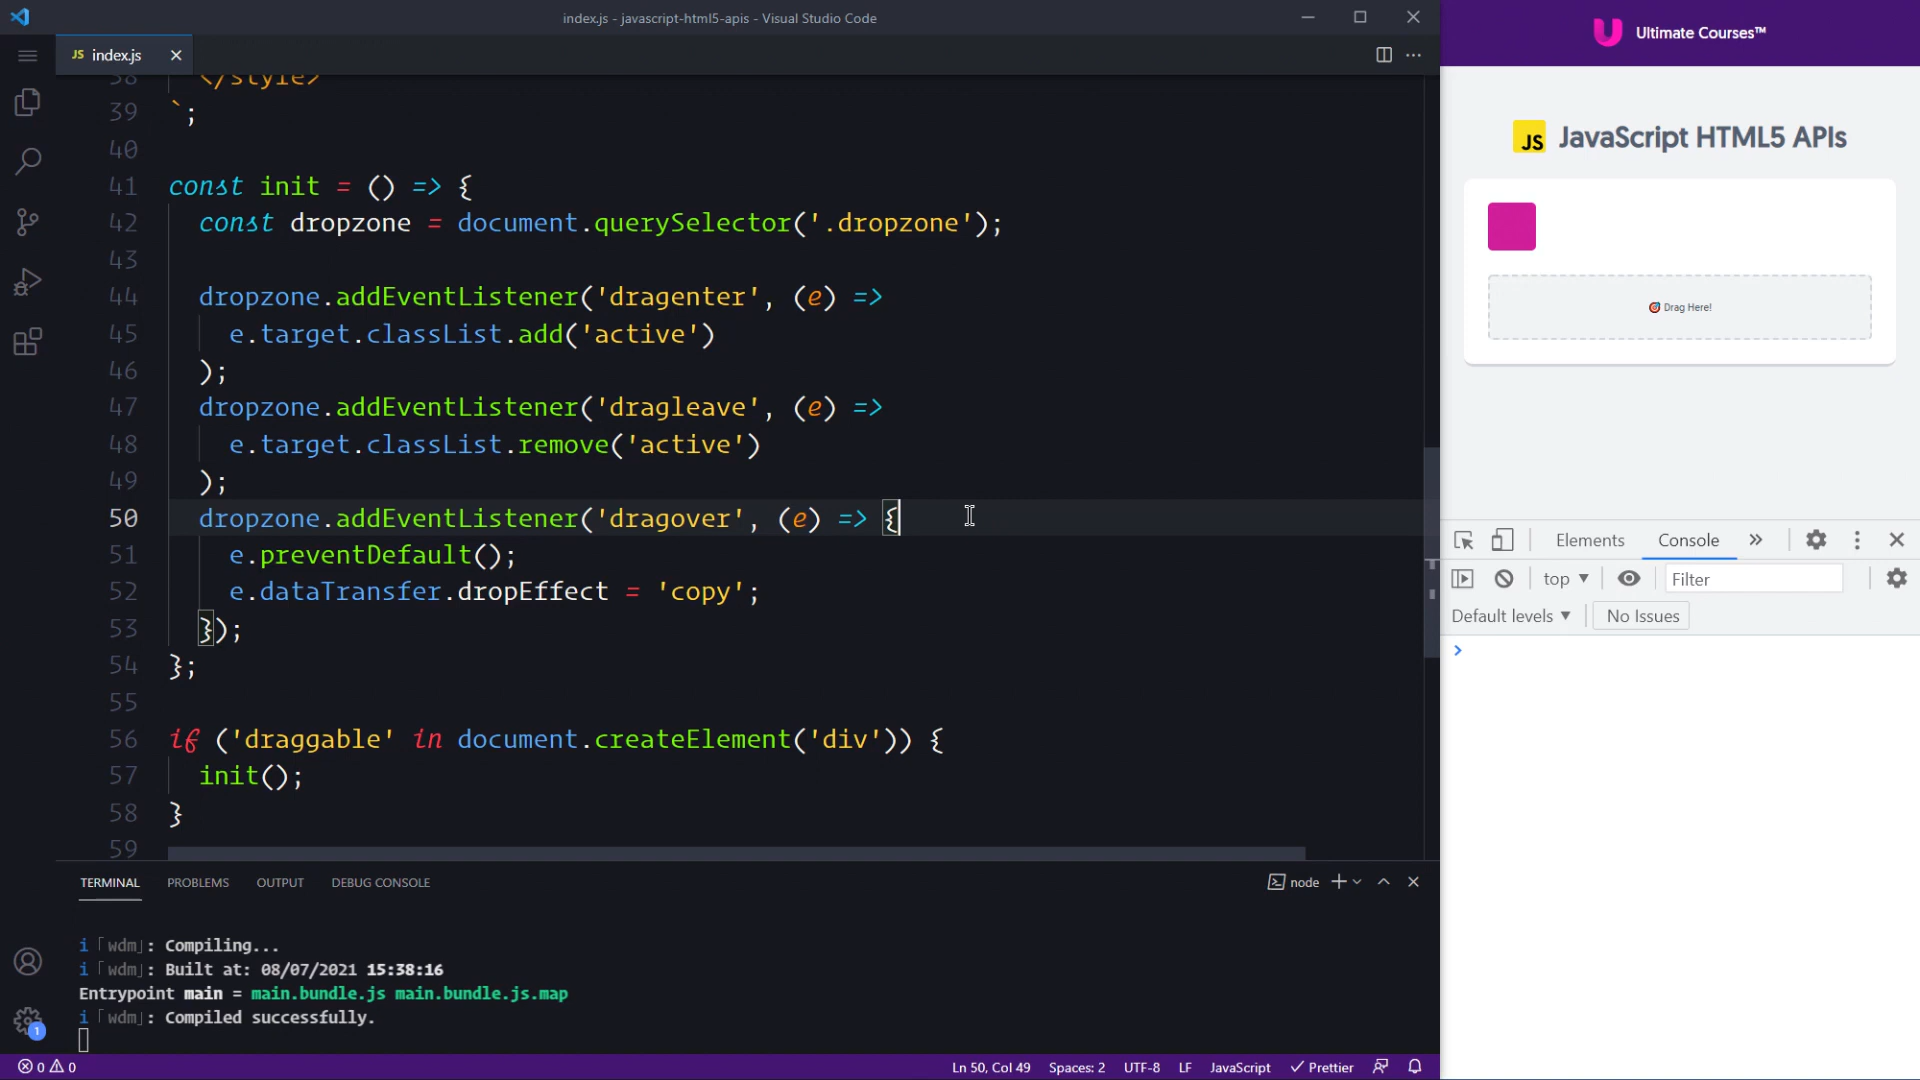 index.js - javascript-html5-apis - Visual Studio Code
JS index.js
38 </style>
39 `;
40
41 const init = () => {
42 const dropzone = document.querySelector('.dropzone');
43
44 dropzone.addEventListener('dragenter', (e) =>
45 e.target.classList.add('active')
46 );
47 dropzone.addEventListener('dragleave', (e) =>
48 e.target.classList.remove('active')
49 );
50 dropzone.addEventListener('dragover', (e) => {
51 e.preventDefault();
52 e.dataTransfer.dropEffect = 'copy';
53 });
54 };
55
56 if ('draggable' in document.createElement('div')) {
57 init();
58 }
59
TERMINAL PROBLEMS OUTPUT DEBUG CONSOLE
node
i ｢wdm｣: Compiling...
i ｢wdm｣: Built at: 08/07/2021 15:38:16
Entrypoint main = main.bundle.js main.bundle.js.map
i ｢wdm｣: Compiled successfully.
1
0 0
Ln 50, Col 49 Spaces: 2 UTF-8 LF JavaScript Prettier
Ultimate Courses™
JS JavaScript HTML5 APIs
🎯 Drag Here!
Elements Console
top Filter
Default levels No Issues